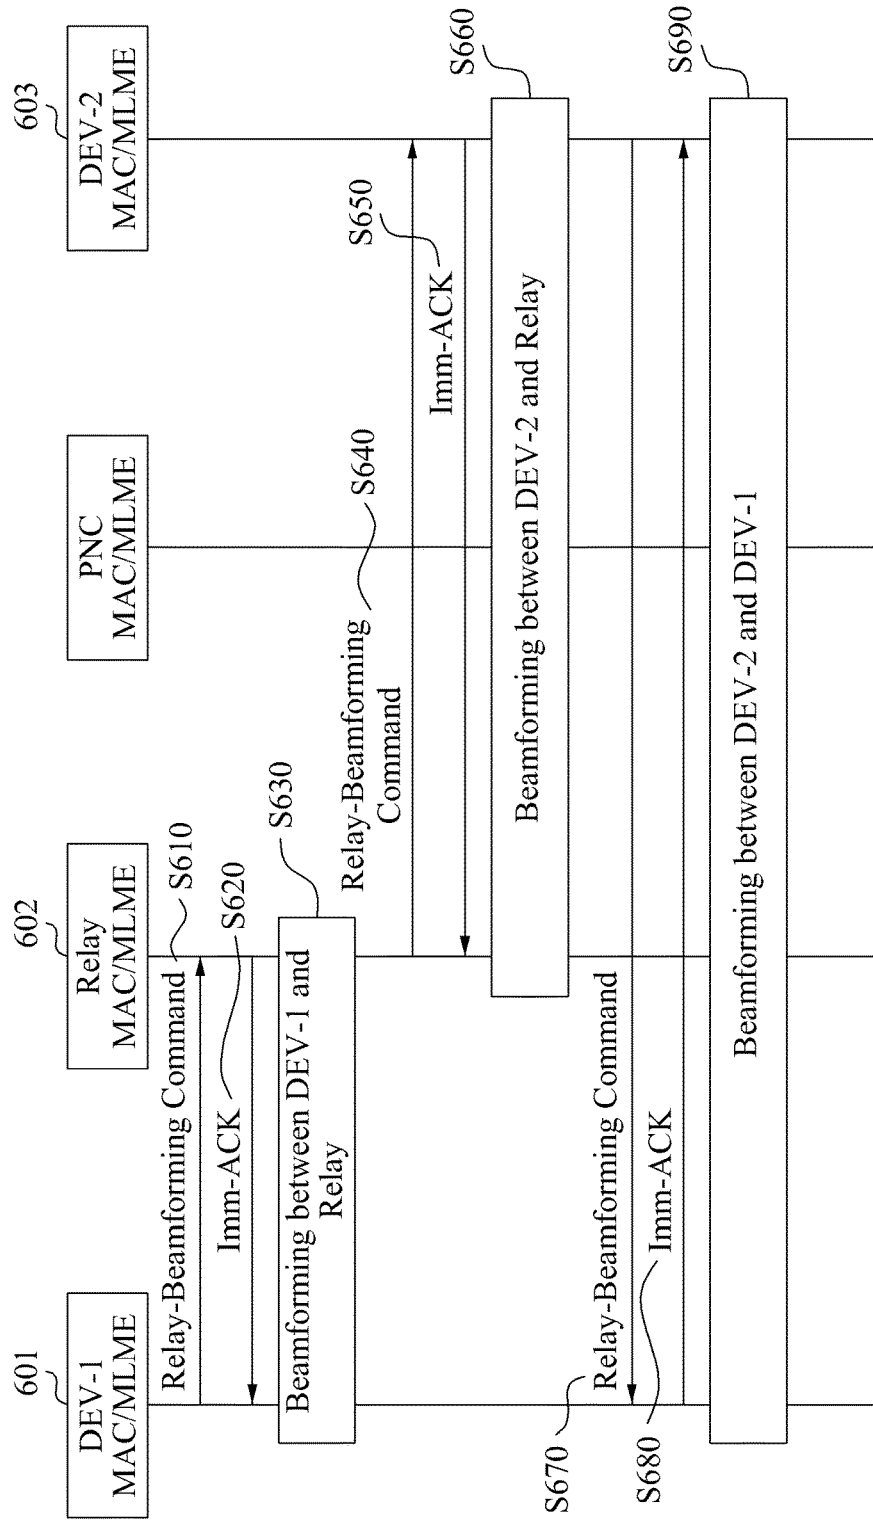 601
DEV-1
MAC/MLME
602
Relay
MAC/MLME
PNC
MAC/MLME
603
DEV-2
MAC/MLME
Relay-Beamforming Command
S610
Imm-ACK
S620
Beamforming between DEV-1 and
Relay
S630
Relay-Beamforming
Command
S640
Imm-ACK
S650
Beamforming between DEV-2 and Relay
S660
S670
Relay-Beamforming Command
S680
Imm-ACK
Beamforming between DEV-2 and DEV-1
S690